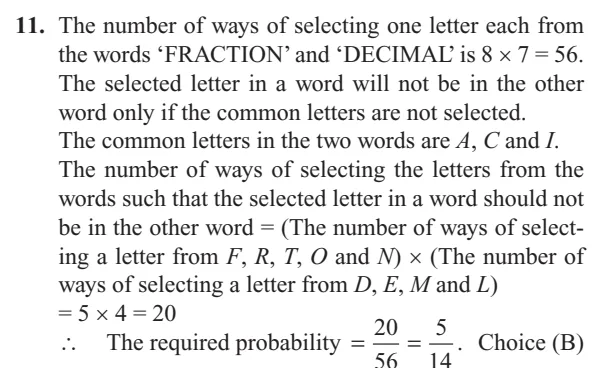 11. The number of ways of selecting one letter each from
the words ‘FRACTION’ and ‘DECIMAL’ is 8 × 7 = 56.
The selected letter in a word will not be in the other
word only if the common letters are not selected.
The common letters in the two words are A, C and I.
The number of ways of selecting the letters from the
words such that the selected letter in a word should not
be in the other word = (The number of ways of select-
ing a letter from F, R, T, O and N) × (The number of
ways of selecting a letter from D, E, M and L)
= 5 × 4 = 20
∴ The required probability = 20/56 = 5/14. Choice (B)